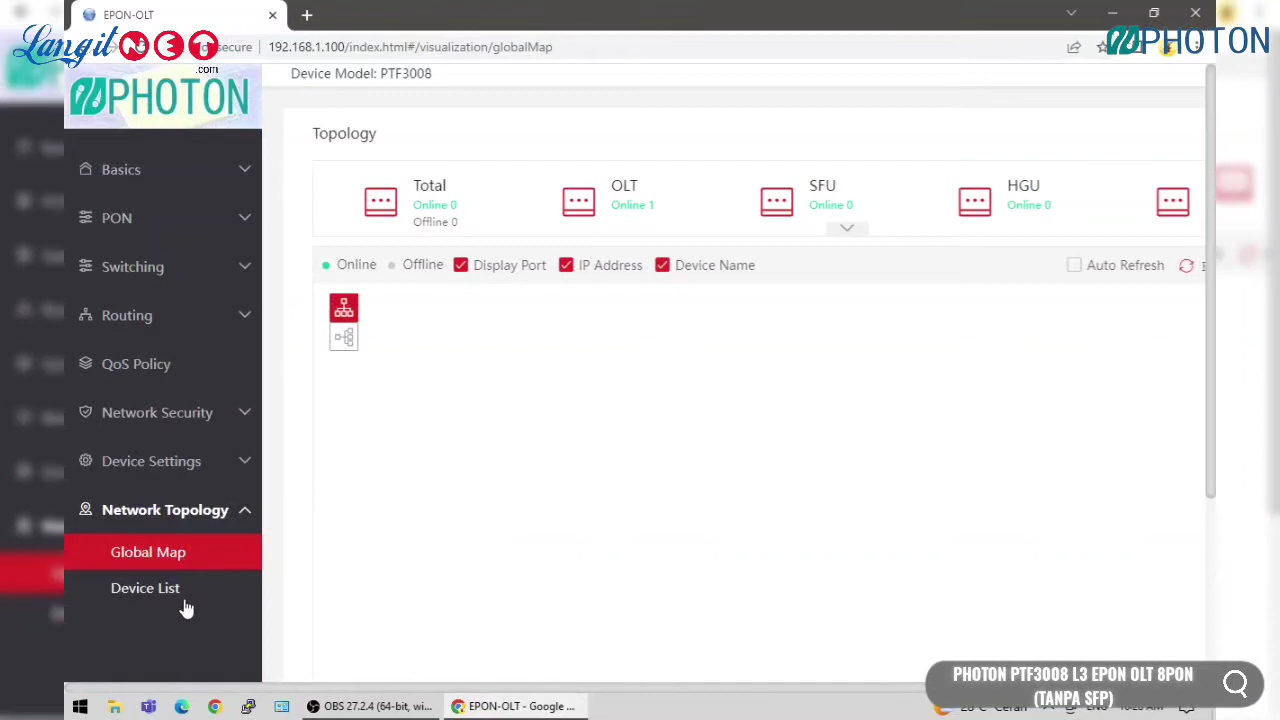 EPON-OLT
LangitNET
.com
secure
192.168.1.100/index.html#/visualization/globalMap
PHOTON
PHOTON
Device Model: PTF3008
Topology
Total
Online 0
Offline 0
OLT
Online 1
SFU
Online 0
HGU
Online 0
Online
Offline
Display Port
IP Address
Device Name
Auto Refresh
Basics
PON
Switching
Routing
QoS Policy
Network Security
Device Settings
Network Topology
Global Map
Device List
PHOTON PTF3008 L3 EPON OLT 8PON
(TANPA SFP)
OBS 27.2.4 (64-bit, wi...
EPON-OLT - Google ...